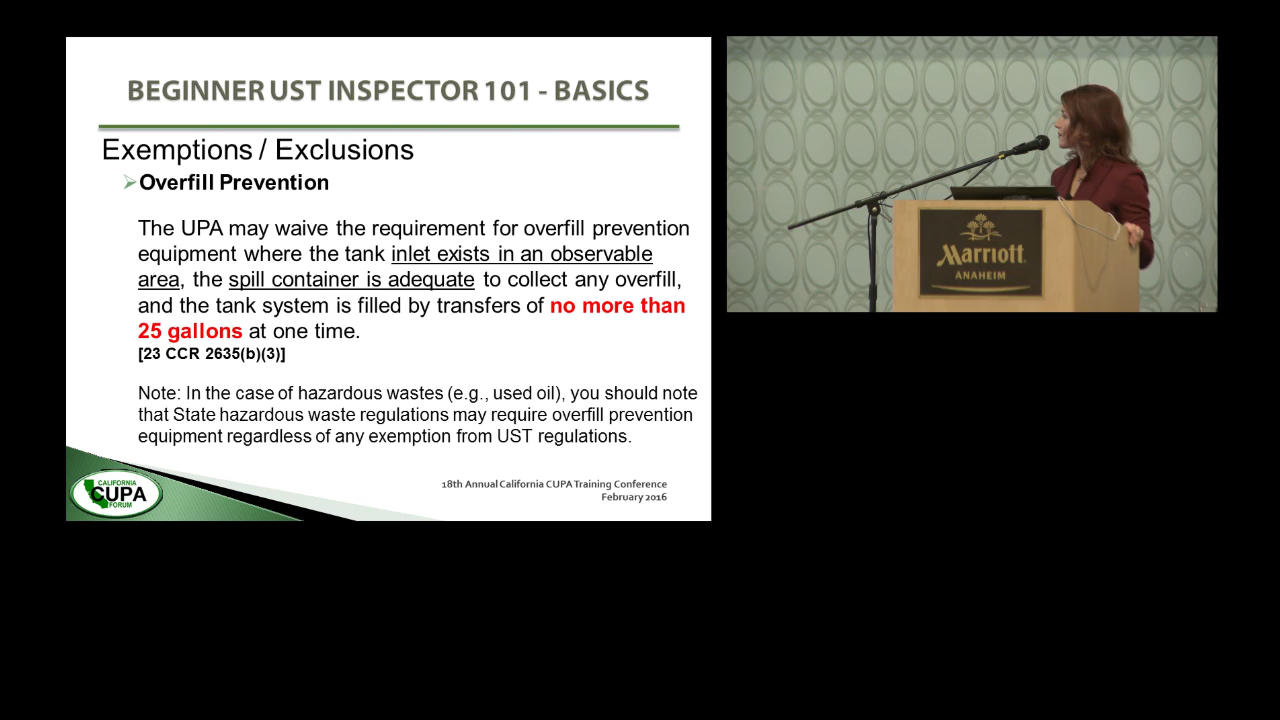 BEGINNER UST INSPECTOR 101 - BASICS
Exemptions / Exclusions
Overfill Prevention
The UPA may waive the requirement for overfill prevention
equipment where the tank inlet exists in an observable
area, the spill container is adequate to collect any overfill,
and the tank system is filled by transfers of no more than
25 gallons at one time.
[23 CCR 2635(b)(3)]
Note: In the case of hazardous wastes (e.g., used oil), you should note
that State hazardous waste regulations may require overfill prevention
equipment regardless of any exemption from UST regulations.
CALIFORNIA
CUPA
FORUM
18th Annual California CUPA Training Conference
February 2016
Marriott
ANAHEIM